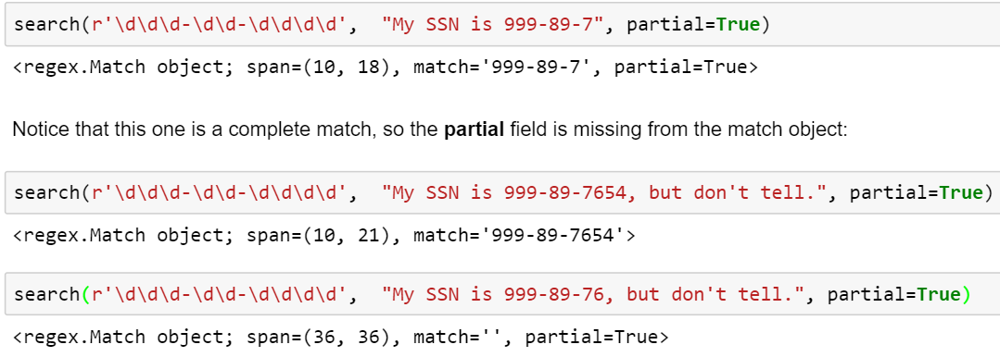 search(r'\d\d\d-\d\d-\d\d\d\d',  "My SSN is 999-89-7", partial=True)
<regex.Match object; span=(10, 18), match='999-89-7', partial=True>
Notice that this one is a complete match, so the partial field is missing from the match object:
search(r'\d\d\d-\d\d-\d\d\d\d',  "My SSN is 999-89-7654, but don't tell.", partial=True)
<regex.Match object; span=(10, 21), match='999-89-7654'>
search(r'\d\d\d-\d\d-\d\d\d\d',  "My SSN is 999-89-76, but don't tell.", partial=True)
<regex.Match object; span=(36, 36), match='', partial=True>